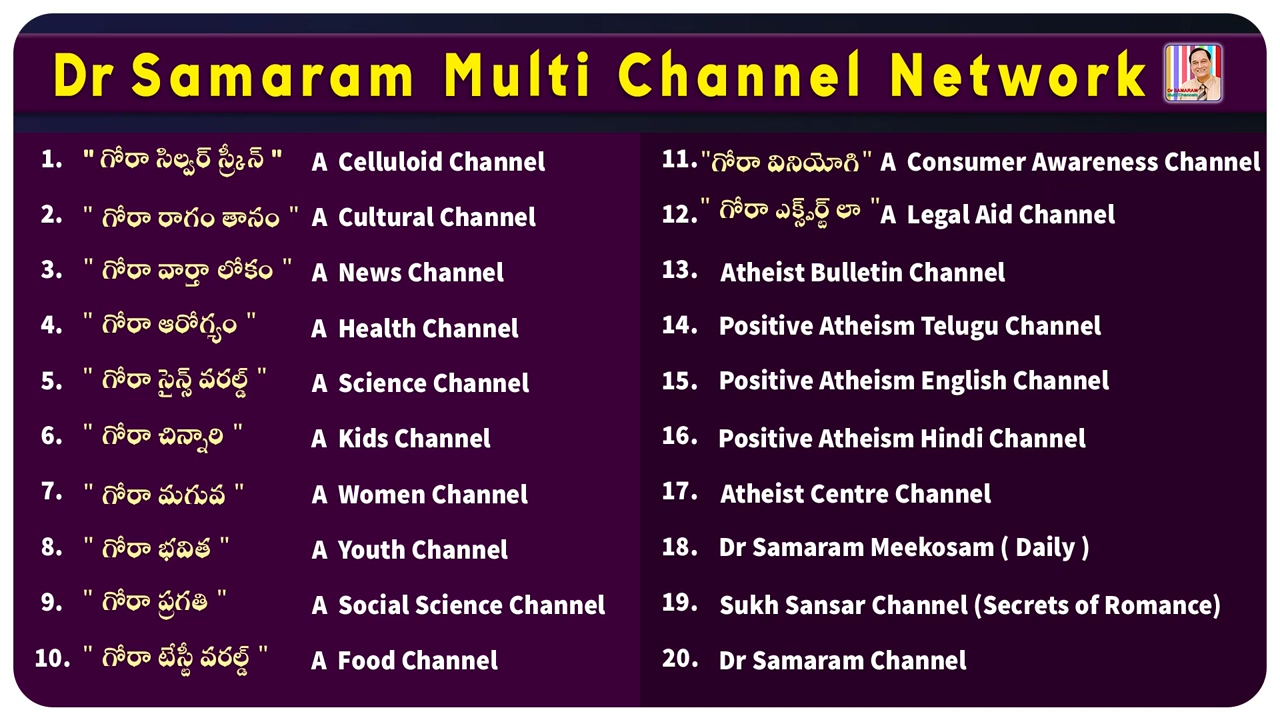 Dr Samaram Multi Channel Network
1. " గోరా సిల్వర్ స్క్రీన్ " A Celluloid Channel
2. " గోరా రాగం తానం " A Cultural Channel
3. " గోరా వార్తా లోకం " A News Channel
4. " గోరా ఆరోగ్యం " A Health Channel
5. " గోరా సైన్స్ వరల్డ్ " A Science Channel
6. " గోరా చిన్నారి " A Kids Channel
7. " గోరా మగువ " A Women Channel
8. " గోరా భవిత " A Youth Channel
9. " గోరా ప్రగతి " A Social Science Channel
10. " గోరా టేస్టీ వరల్డ్ " A Food Channel
11. "గోరా వినియోగి" A Consumer Awareness Channel
12. " గోరా ఎక్స్పర్ట్ లా " A Legal Aid Channel
13. Atheist Bulletin Channel
14. Positive Atheism Telugu Channel
15. Positive Atheism English Channel
16. Positive Atheism Hindi Channel
17. Atheist Centre Channel
18. Dr Samaram Meekosam ( Daily )
19. Sukh Sansar Channel (Secrets of Romance)
20. Dr Samaram Channel